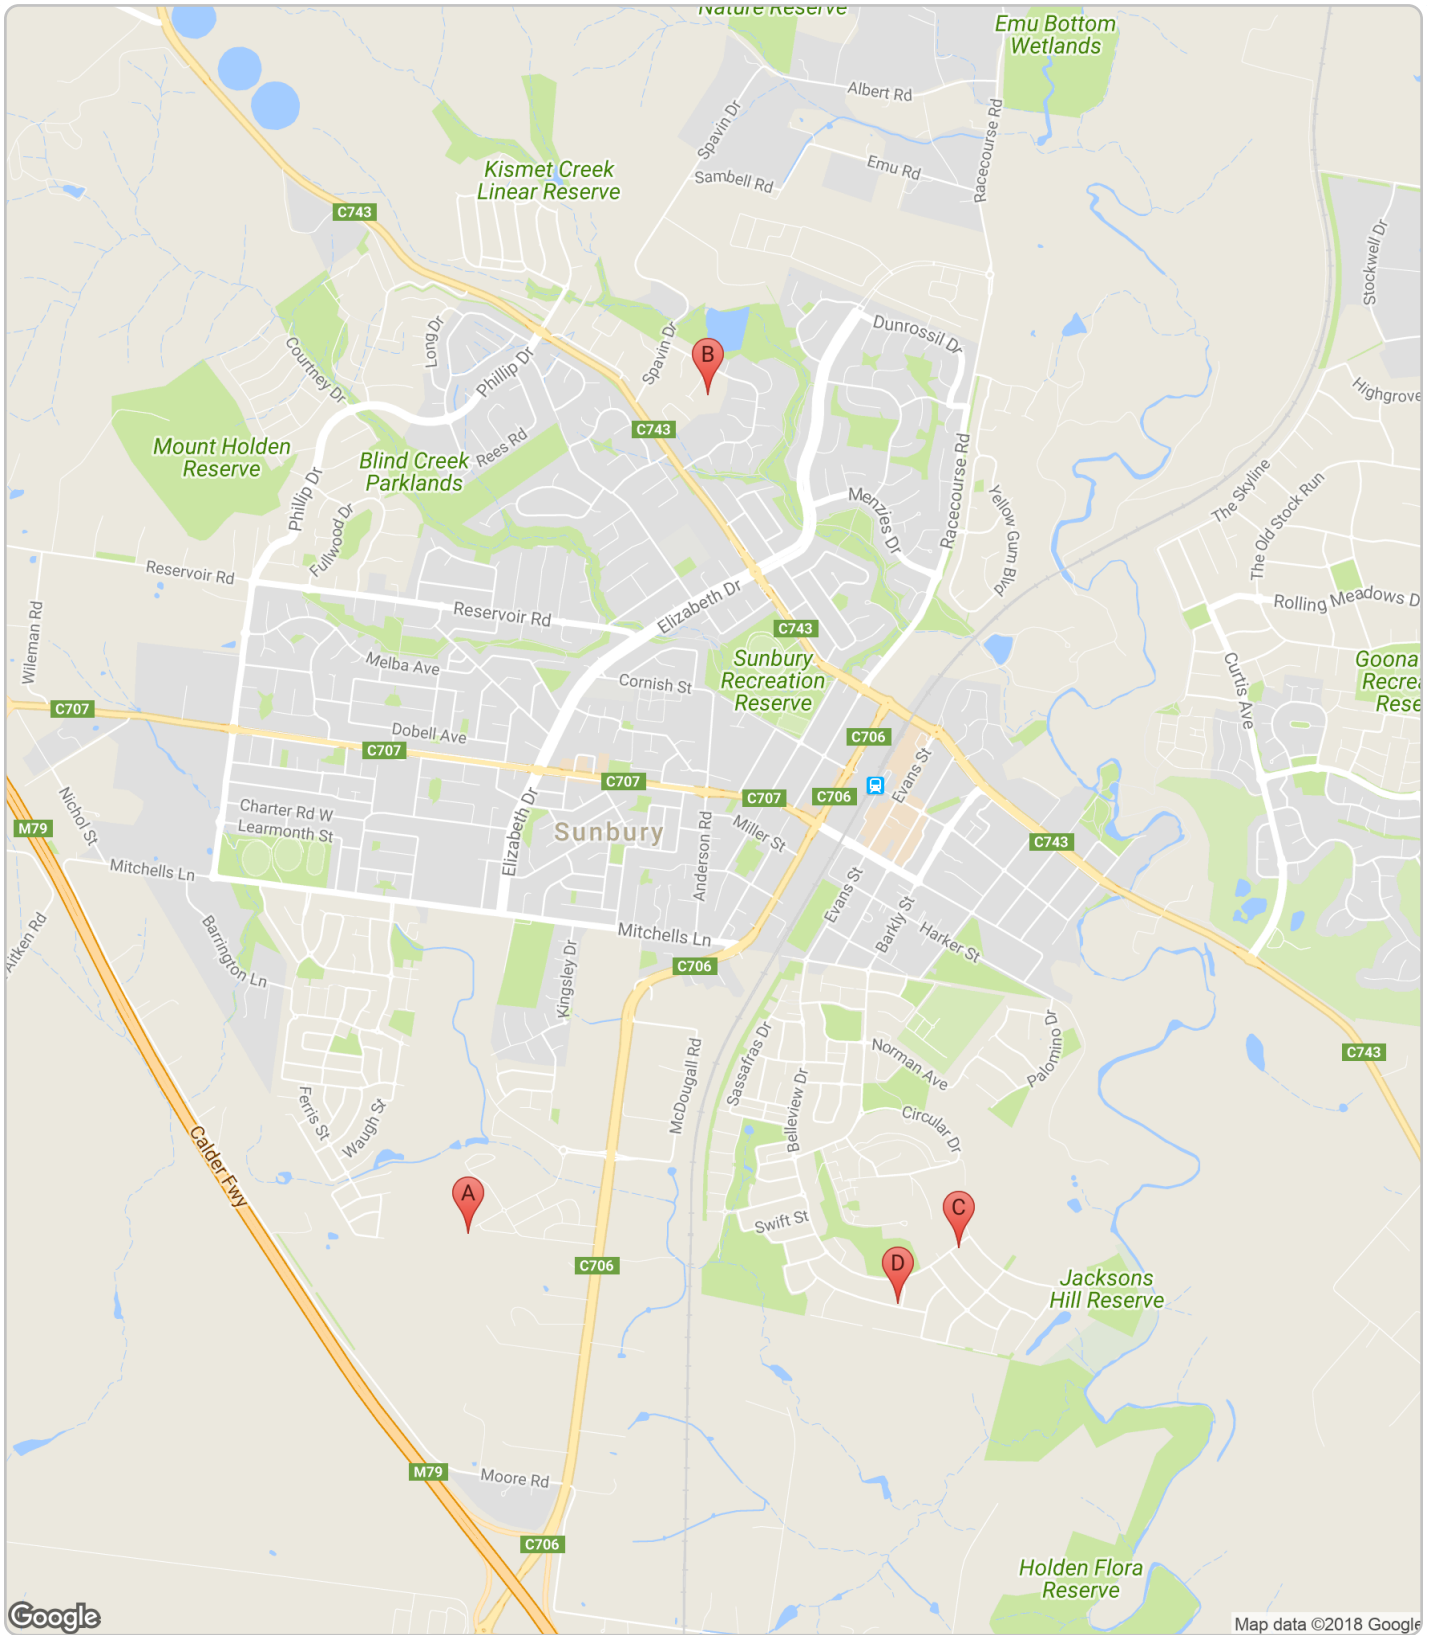 Nature Reserve
Emu Bottom
Wetlands
Albert Rd
Spavin Dr
Racecourse Rd
Emu Rd
Kismet Creek
Linear Reserve
Sambell Rd
C743
Stockwell Dr
Long Dr
Dunrossil Dr
Courtney Dr
Spavin Dr
B
Phillip Dr
Highgrove
C743
Mount Holden
Reserve
Blind Creek
Parklands
Rees Rd
Racecourse Rd
The Skyline
Phillip Dr
Fullwood Dr
Menzies Dr
Yellow Gum Blvd
The Old Stock Run
Reservoir Rd
Reservoir Rd
Elizabeth Dr
Rolling Meadows D
C743
Wileman Rd
Melba Ave
Cornish St
Sunbury
Recreation
Reserve
Curtis Ave
Goona
Recrea
Rese
C707
Dobell Ave
C707
C706
Evans St
C707
C707
C706
Nichol St
Charter Rd W
Learmonth St
Elizabeth Dr
Sunbury
Anderson Rd
Miller St
M79
C743
Mitchells Ln
Evans St
Barkly St
Aitken Rd
Barrington Ln
Mitchells Ln
Harker St
C706
Kingsley Dr
McDougall Rd
Sassafras Dr
Norman Ave
Palomino Dr
C743
Ferris St
Waugh St
Belleview Dr
Circular Dr
Calder Fwy
A
C
Swift St
D
C706
Jacksons
Hill Reserve
M79
Moore Rd
C706
Holden Flora
Reserve
Google
Map data ©2018 Google